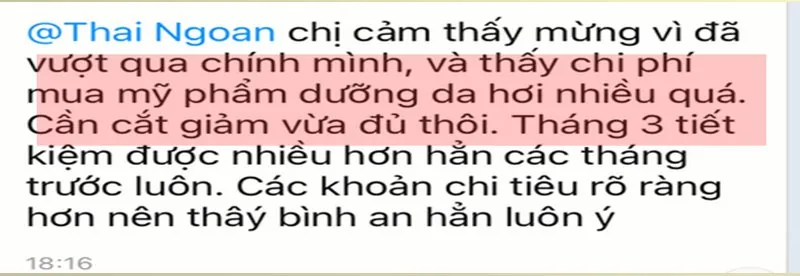 @Thai Ngoan chị cảm thấy mừng vì đã
vượt qua chính mình, và thấy chi phí
mua mỹ phẩm dưỡng da hơi nhiều quá.
Cần cắt giảm vừa đủ thôi. Tháng 3 tiết
kiệm được nhiều hơn hẳn các tháng
trước luôn. Các khoản chi tiêu rõ ràng
hơn nên thâý bình an hẳn luôn ý
18:16